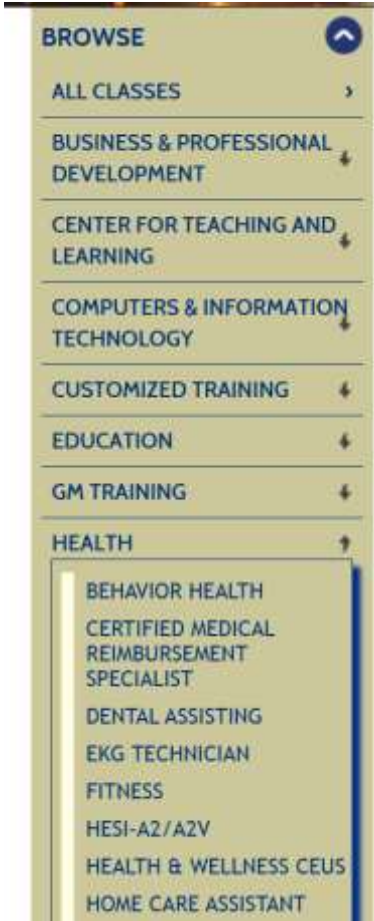 BROWSE
ALL CLASSES
BUSINESS & PROFESSIONAL
DEVELOPMENT
CENTER FOR TEACHING AND
LEARNING
COMPUTERS & INFORMATION
TECHNOLOGY
CUSTOMIZED TRAINING
EDUCATION
GM TRAINING
HEALTH
BEHAVIOR HEALTH
CERTIFIED MEDICAL
REIMBURSEMENT
SPECIALIST
DENTAL ASSISTING
EKG TECHNICIAN
FITNESS
HESI-A2/A2V
HEALTH & WELLNESS CEUS
HOME CARE ASSISTANT